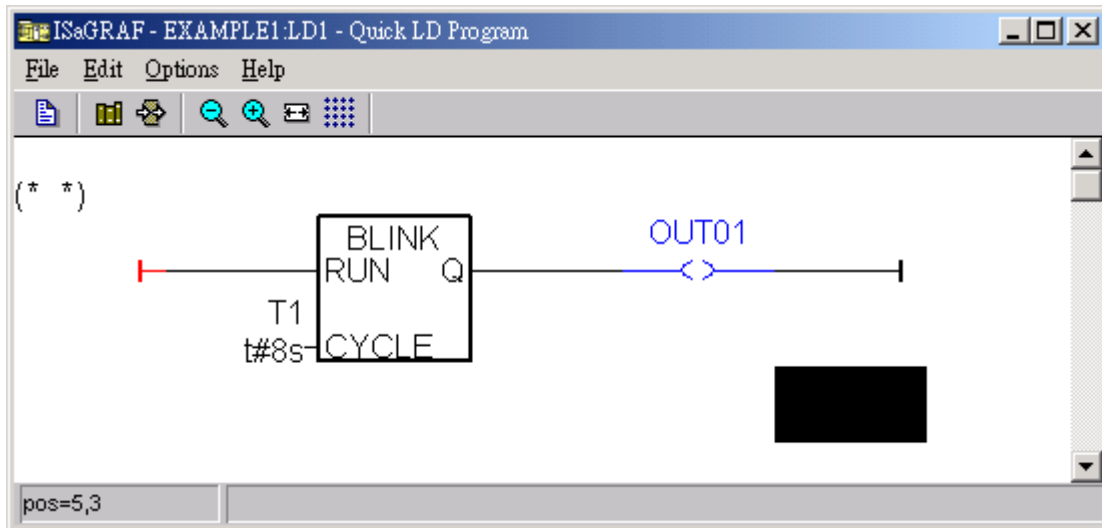 ISaGRAF - EXAMPLE1:LD1 - Quick LD Program
File Edit Options Help
(* *)
BLINK
OUT01
RUN Q
T1
t#8s
CYCLE
pos=5,3